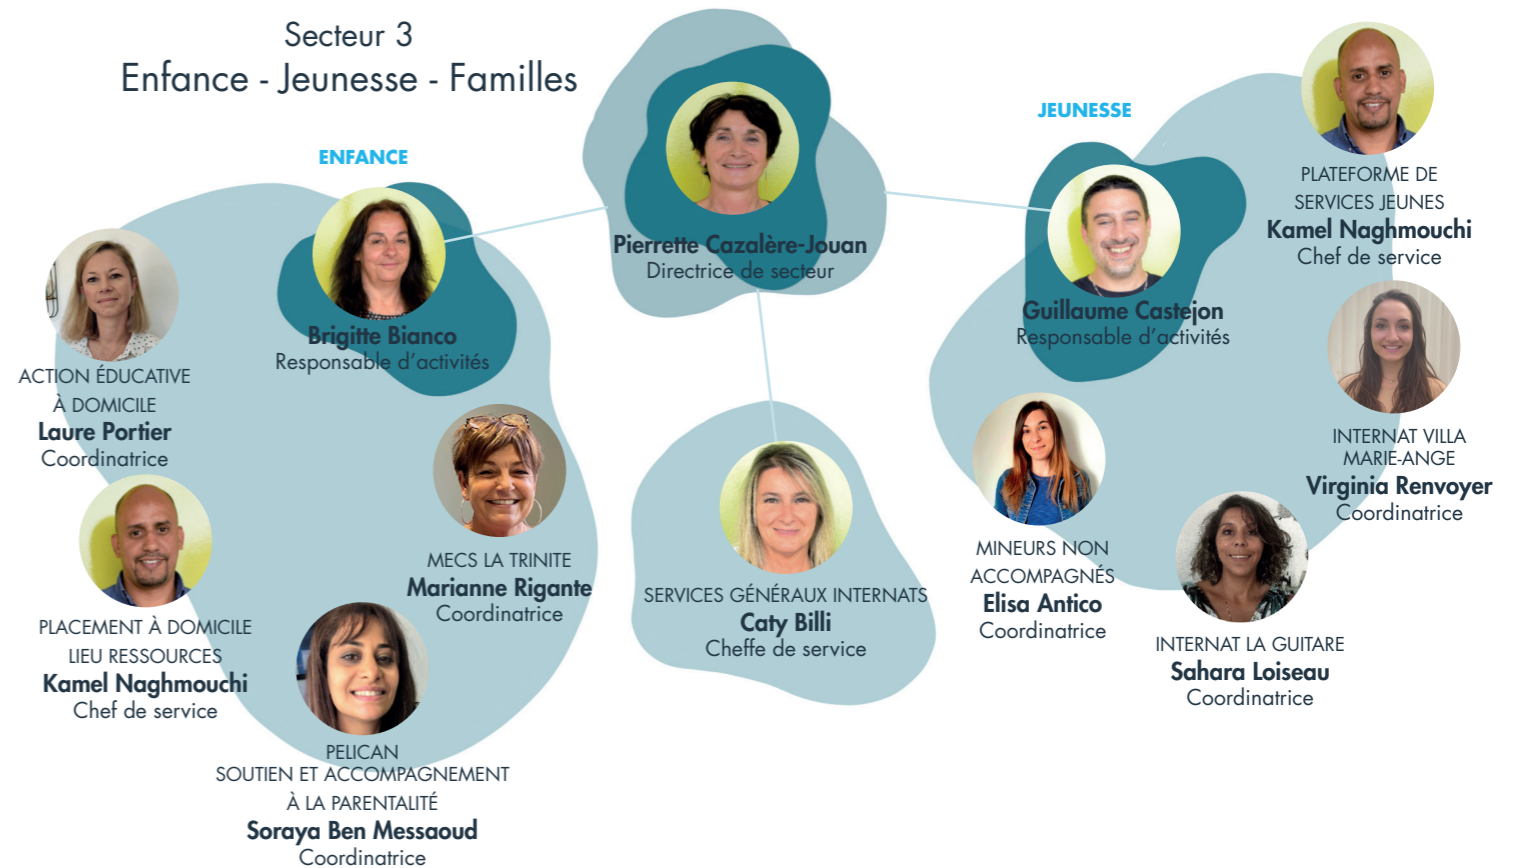 Secteur 3
Enfance - Jeunesse - Familles
ENFANCE
JEUNESSE
Pierrette Cazalère-Jouan
Directrice de secteur
Brigitte Bianco
Responsable d’activités
ACTION ÉDUCATIVE
À DOMICILE
Laure Portier
Coordinatrice
MECS LA TRINITE
Marianne Rigante
Coordinatrice
PLACEMENT À DOMICILE
LIEU RESSOURCES
Kamel Naghmouchi
Chef de service
PELICAN
SOUTIEN ET ACCOMPAGNEMENT
À LA PARENTALITÉ
Soraya Ben Messaoud
Coordinatrice
SERVICES GÉNÉRAUX INTERNATS
Caty Billi
Cheffe de service
Guillaume Castejon
Responsable d’activités
PLATEFORME DE
SERVICES JEUNES
Kamel Naghmouchi
Chef de service
INTERNAT VILLA
MARIE-ANGE
Virginia Renvoyer
Coordinatrice
MINEURS NON
ACCOMPAGNÉS
Elisa Antico
Coordinatrice
INTERNAT LA GUITARE
Sahara Loiseau
Coordinatrice